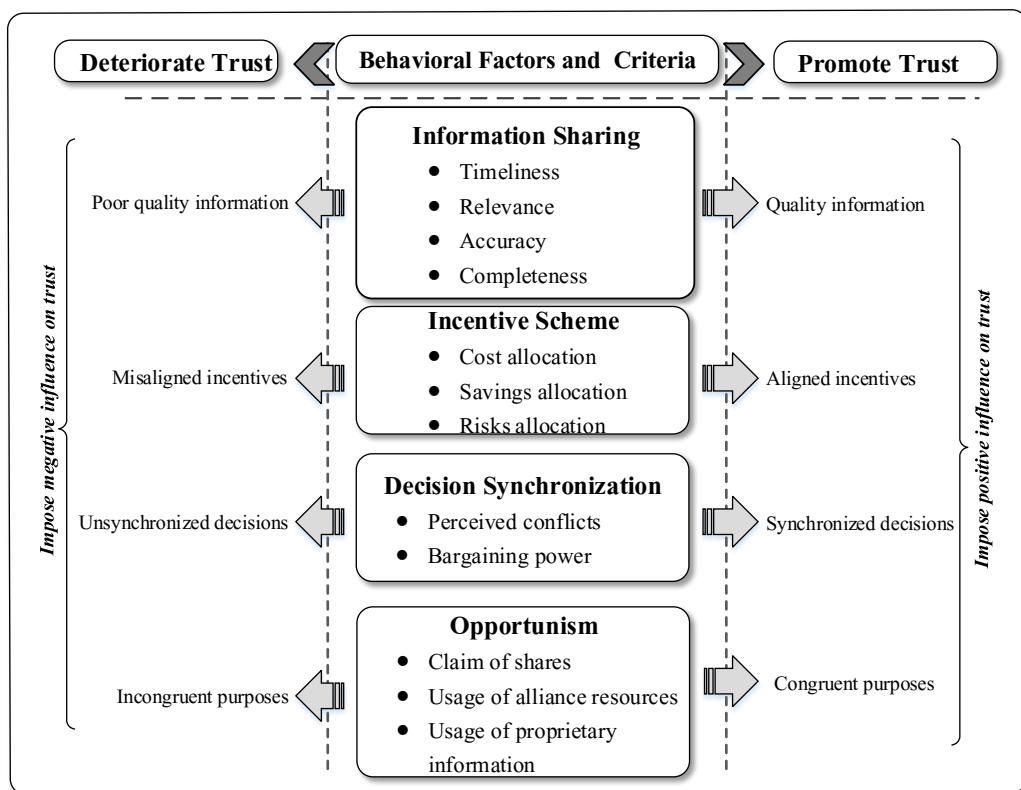 Deteriorate Trust
Behavioral Factors and Criteria
Promote Trust
Information Sharing
● Timeliness
● Relevance
● Accuracy
● Completeness
Poor quality information
Quality information
Incentive Scheme
● Cost allocation
● Savings allocation
● Risks allocation
Misaligned incentives
Aligned incentives
Decision Synchronization
● Perceived conflicts
● Bargaining power
Unsynchronized decisions
Synchronized decisions
Opportunism
● Claim of shares
● Usage of alliance resources
● Usage of proprietary
information
Incongruent purposes
Congruent purposes
Impose megative influence on trust
Impose positive influence on trust